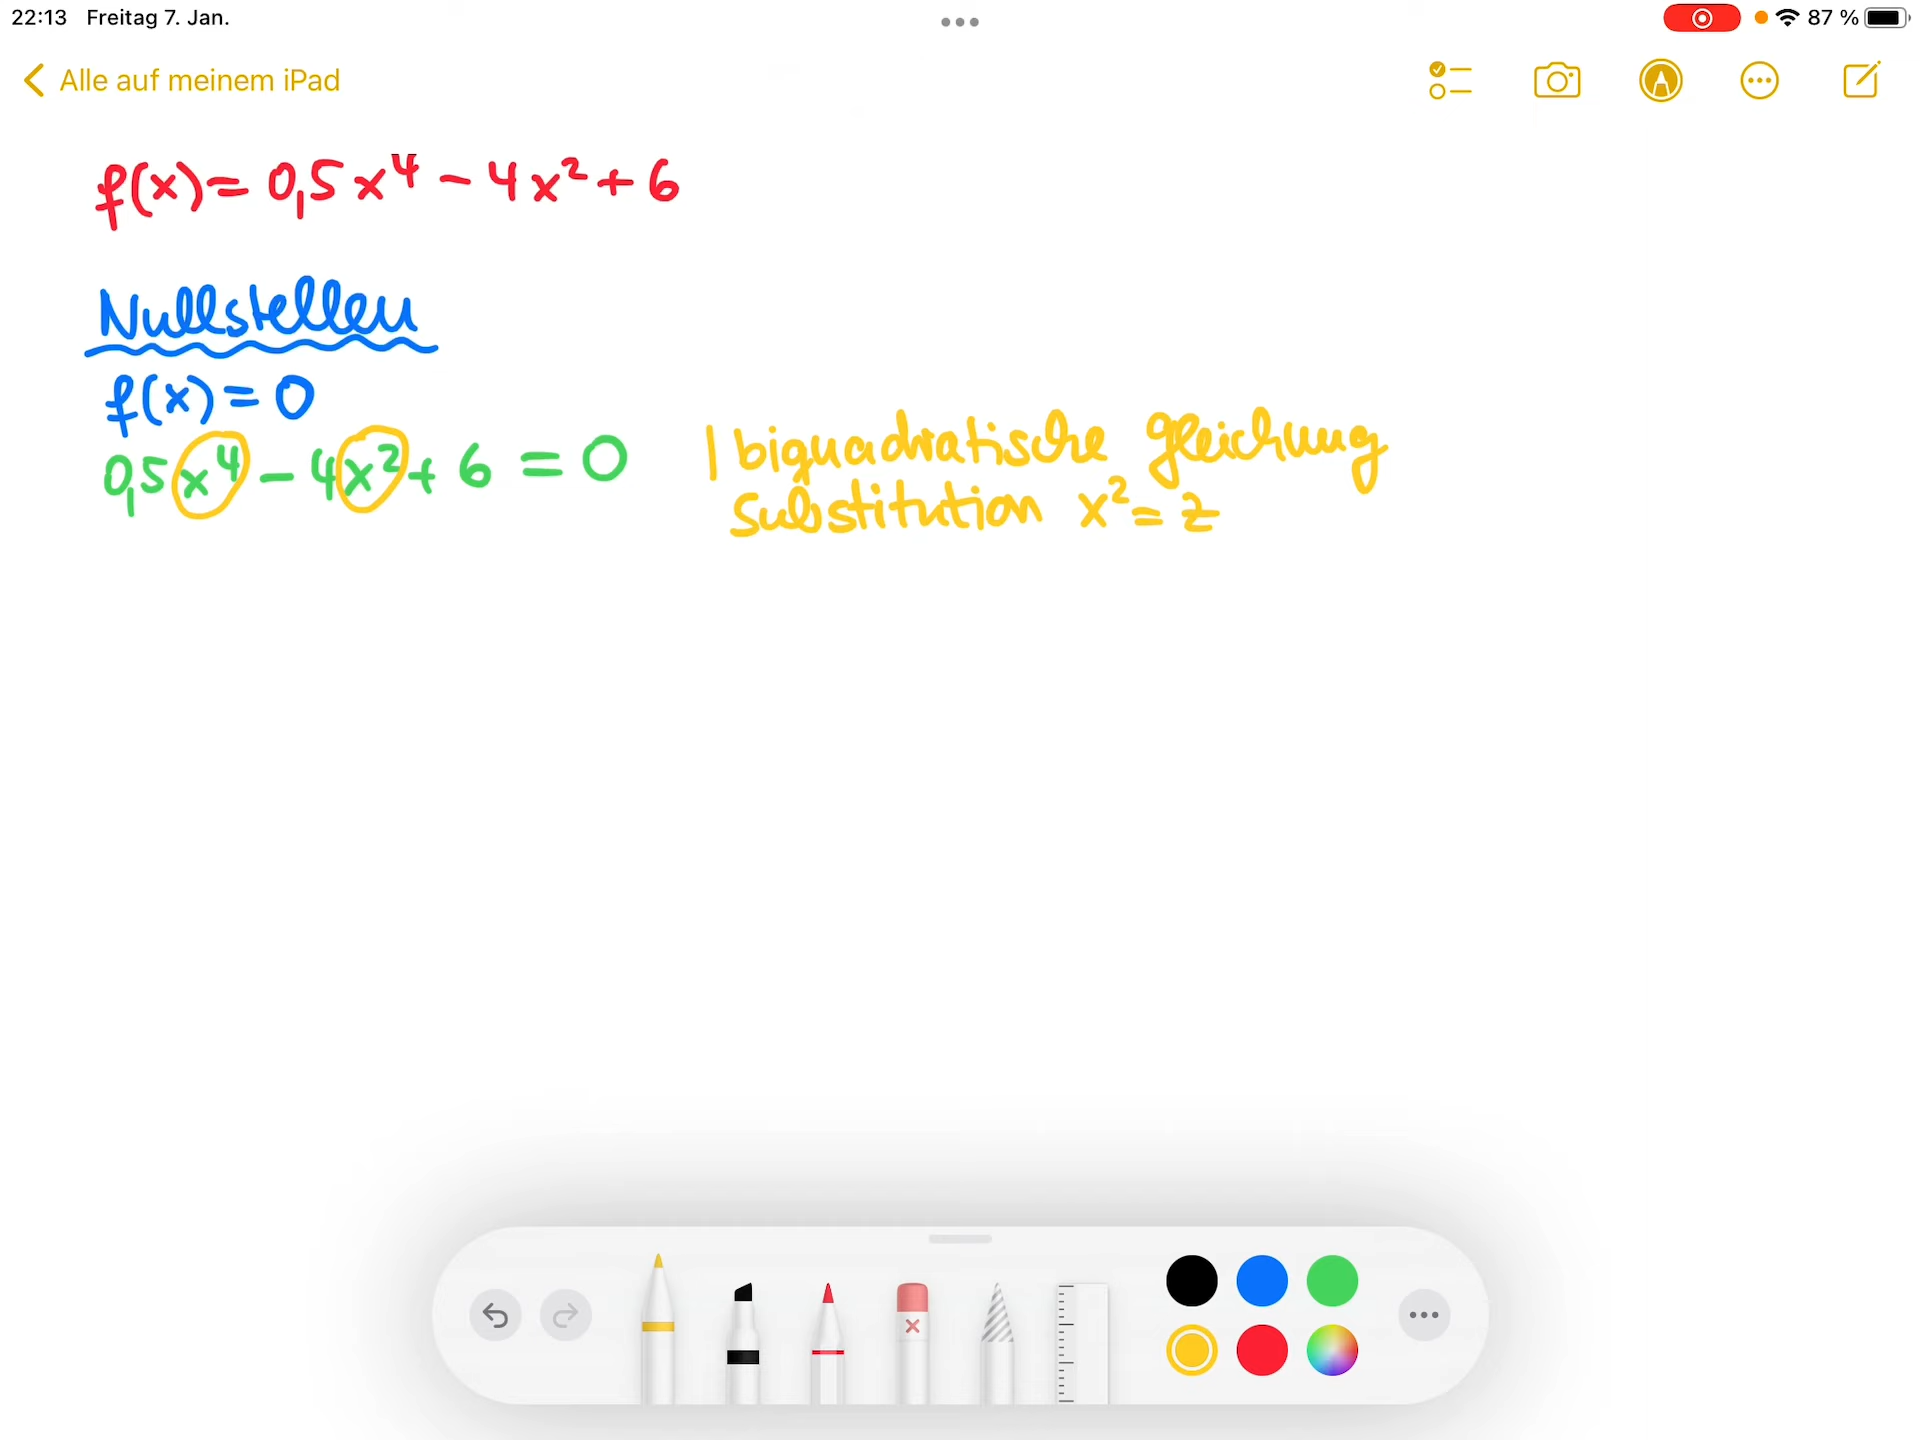 22:13 Freitag 7. Jan.
87 %
Alle auf meinem iPad
f(x) = 0,5x⁴ - 4x² + 6
Nullstellen
f(x) = 0
0,5x⁴ - 4x² + 6 = 0 | biquadratische Gleichung
Substitution x² = z